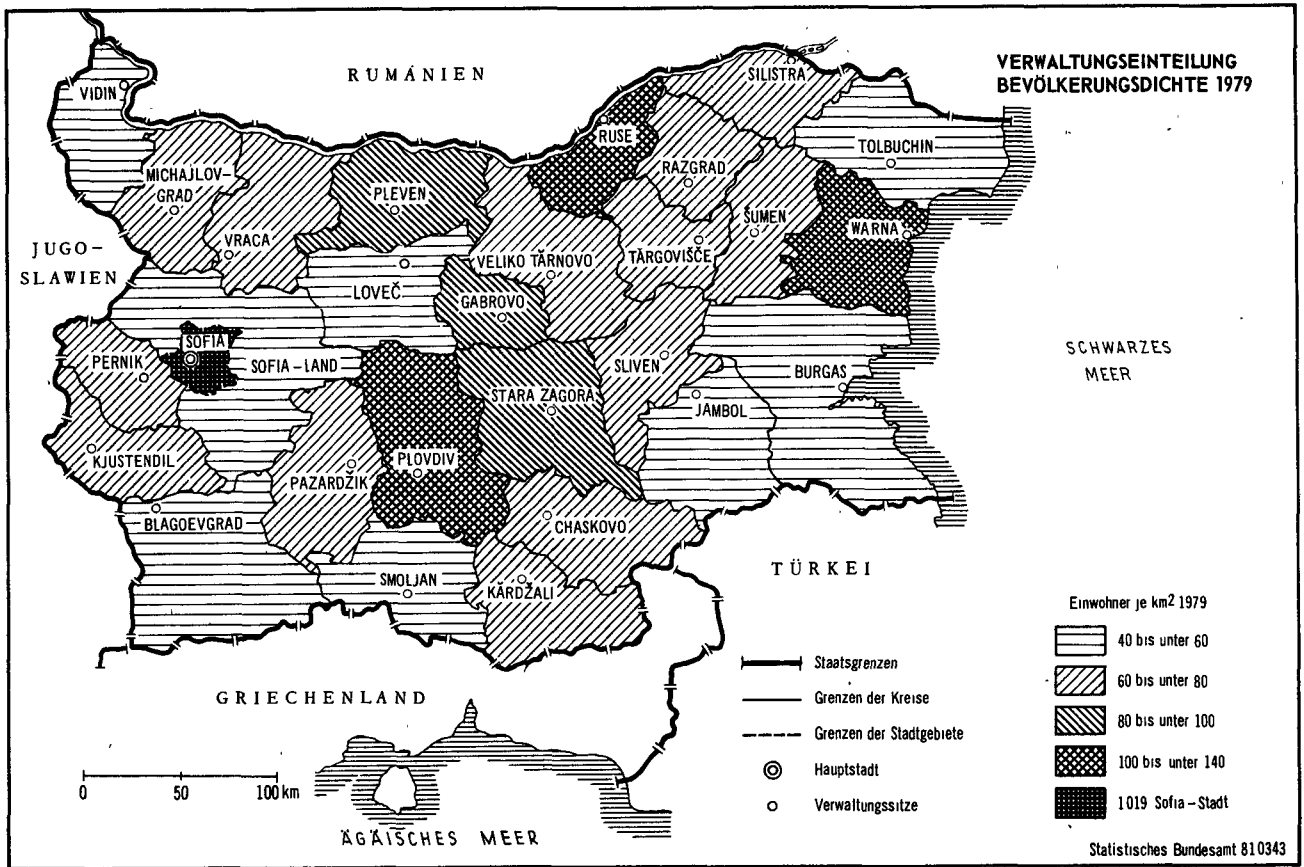 VERWALTUNGSEINTEILUNG
BEVÖLKERUNGSDICHTE 1979
RUMÄNIEN
VIDIN
SILISTRA
RUSE
TOLBUCHIN
MICHAJLOV-
GRAD
PLEVEN
RAZGRAD
ŠUMEN
WARNA
VRACA
JUGO-
SLAWIEN
VELIKO TĂRNOVO
TĂRGOVIŠČE
LOVEČ
GABROVO
SOFIA
SOFIA-LAND
PERNIK
SLIVEN
BURGAS
SCHWARZES
MEER
STARA ZAGORA
JAMBOL
KJUSTENDIL
PAZARDŽIK
PLOVDIV
BLAGOEVGRAD
CHASKOVO
SMOLJAN
KĂRDŽALI
TÜRKEI
GRIECHENLAND
ÄGÄISCHES MEER
0 50 100 km
Staatsgrenzen
Grenzen der Kreise
Grenzen der Stadtgebiete
Hauptstadt
Verwaltungssitze
Einwohner je km² 1979
40 bis unter 60
60 bis unter 80
80 bis unter 100
100 bis unter 140
1019 Sofia-Stadt
Statistisches Bundesamt 810343